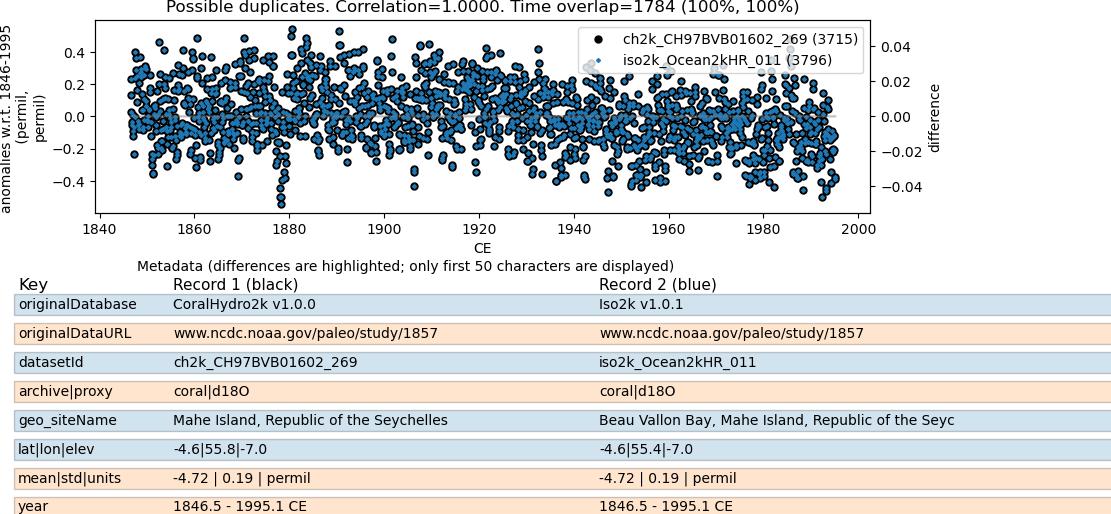 Possible duplicates. Correlation=1.0000. Time overlap=1784 (100%, 100%)
anomalies w.r.t. 1846-1995
(permil,
permil)
0.4
0.2
0.0
−0.2
−0.4
ch2k_CH97BVB01602_269 (3715)
iso2k_Ocean2kHR_011 (3796)
0.04
0.02
0.00
−0.02
−0.04
difference
1840 1860 1880 1900 1920 1940 1960 1980 2000
CE
Metadata (differences are highlighted; only first 50 characters are displayed)
Key Record 1 (black) Record 2 (blue)
originalDatabase CoralHydro2k v1.0.0 Iso2k v1.0.1
originalDataURL www.ncdc.noaa.gov/paleo/study/1857 www.ncdc.noaa.gov/paleo/study/1857
datasetId ch2k_CH97BVB01602_269 iso2k_Ocean2kHR_011
archive|proxy coral|d18O coral|d18O
geo_siteName Mahe Island, Republic of the Seychelles Beau Vallon Bay, Mahe Island, Republic of the Seyc
lat|lon|elev -4.6|55.8|-7.0 -4.6|55.4|-7.0
mean|std|units -4.72 | 0.19 | permil -4.72 | 0.19 | permil
year 1846.5 - 1995.1 CE 1846.5 - 1995.1 CE